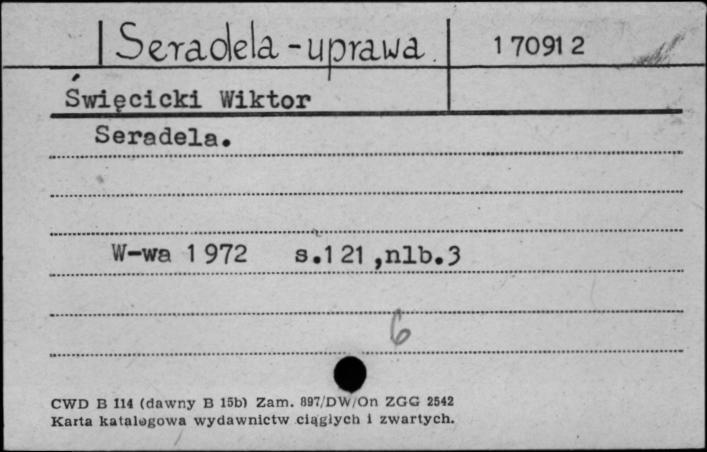 Seradela - uprawa. 170912
Święcicki Wiktor
Seradela.
W-wa 1972 s.121,nlb.3
6
CWD B 114 (dawny B 15b) Zam. 897/DW/On ZGG 2542
Karta katalogowa wydawnictw ciągłych i zwartych.